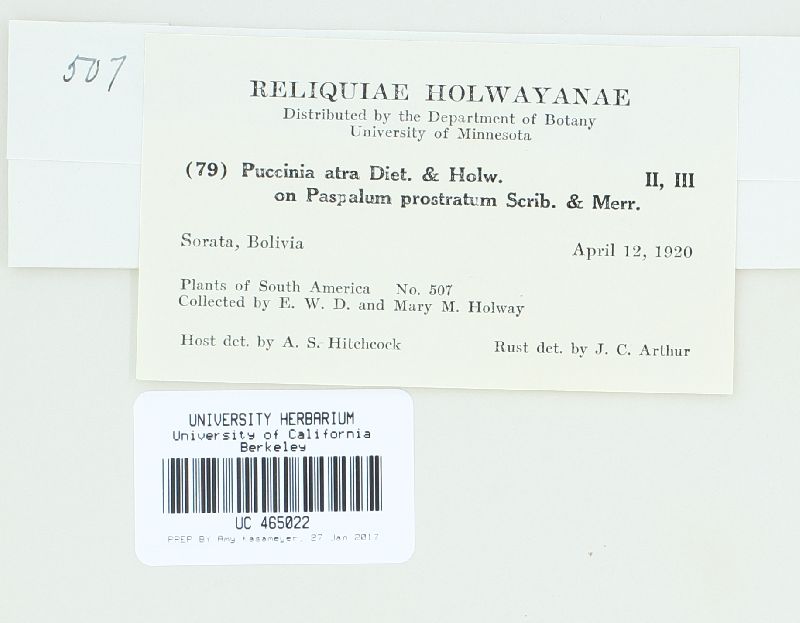 507
RELIQUIAE HOLWAYANAE
Distributed by the Department of Botany
University of Minnesota
(79) Puccinia atra Diet. & Holw. II, III
on Paspalum prostratum Scrib. & Merr.
Sorata, Bolivia April 12, 1920
Plants of South America No. 507
Collected by E. W. D. and Mary M. Holway
Host det. by A. S. Hitchcock Rust det. by J. C. Arthur
UNIVERSITY HERBARIUM
University of California
Berkeley
UC 465022
PREP BY Amy Kasameyer, 27 Jan 2017